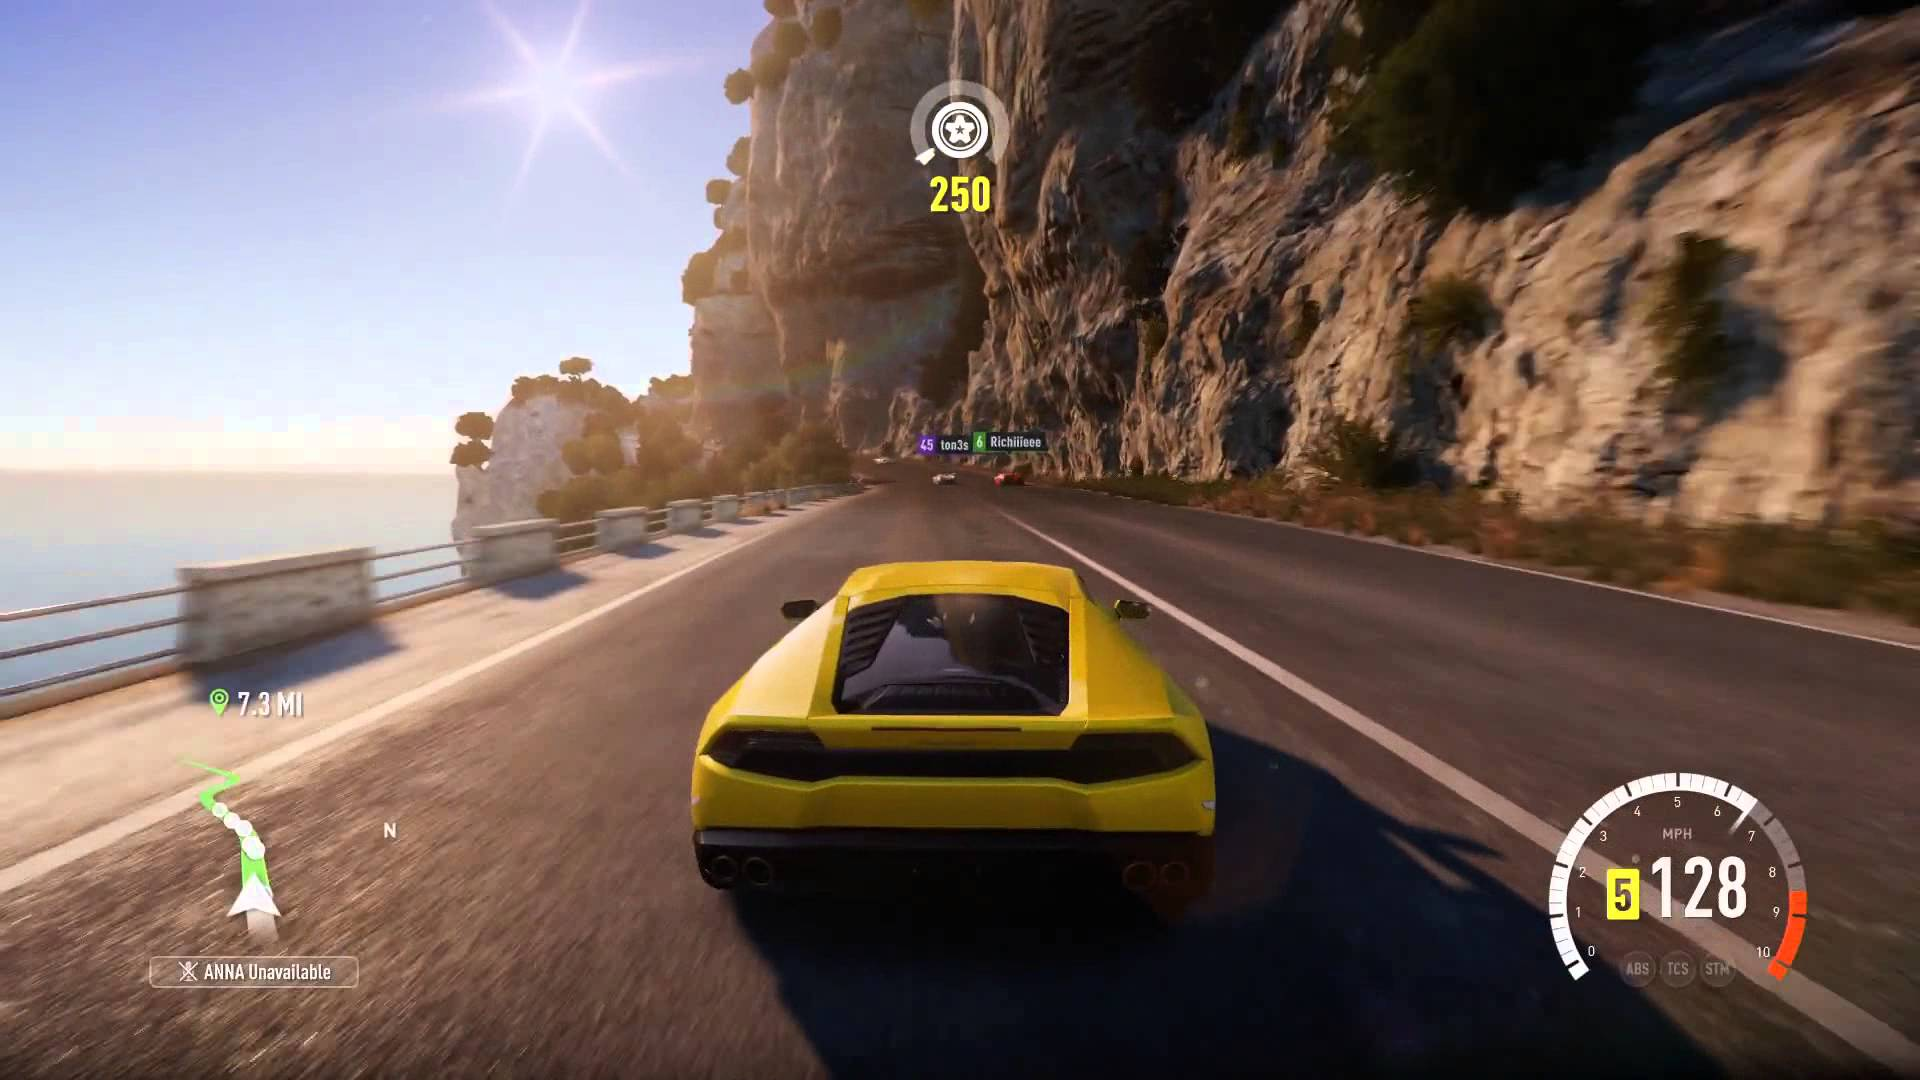 250
45 ton3s 6 Richiiieee
7.3 MI
N
ANNA Unavailable
0 1 2 3 4 5 6 7 8 9 10
MPH
5 128
ABS TCS STM